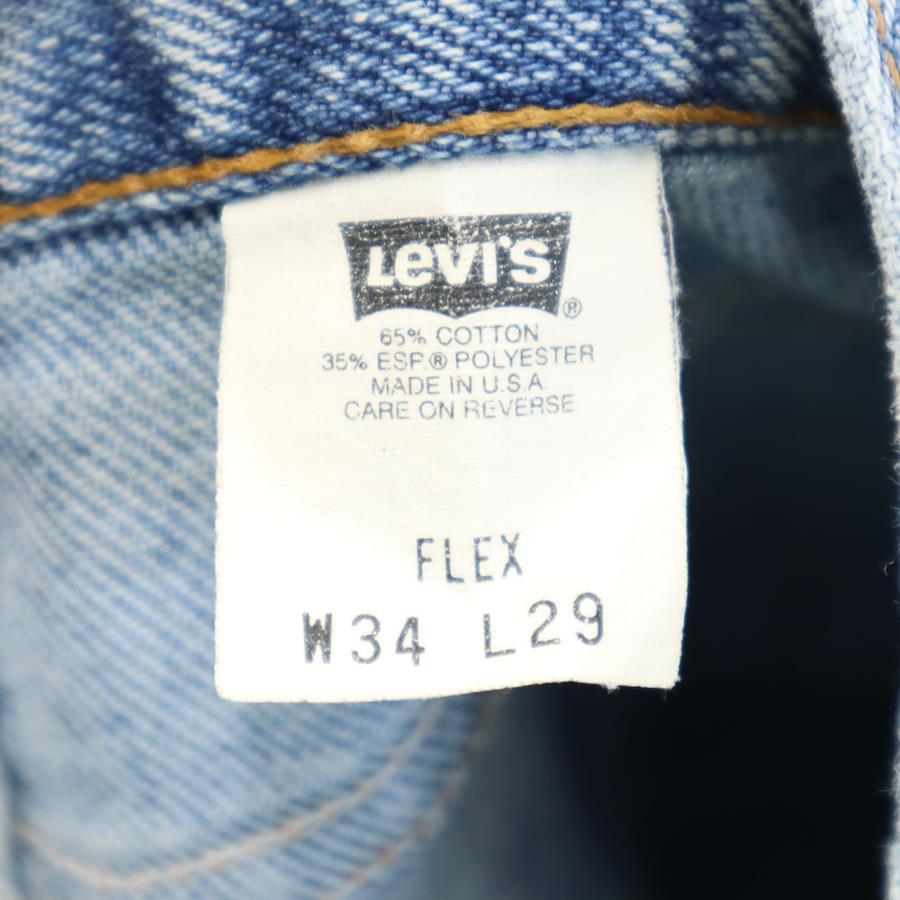 Levi's ®
65% COTTON
35% ESP.® POLYESTER
MADE IN U.S.A.
CARE ON REVERSE
FLEX
W34 L29